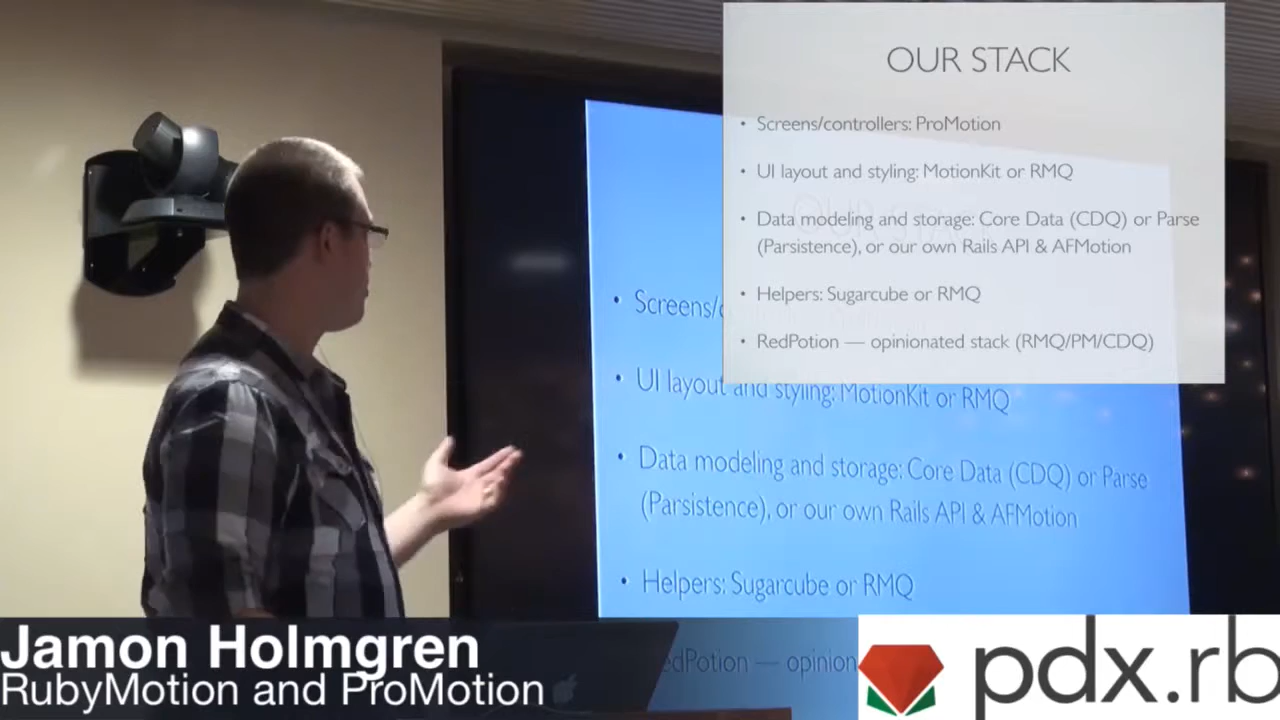 OUR STACK
• Screens/controllers: ProMotion
• UI layout and styling: MotionKit or RMQ
• Data modeling and storage: Core Data (CDQ) or Parse
(Parsistence), or our own Rails API & AFMotion
• Helpers: Sugarcube or RMQ
• RedPotion — opinionated stack (RMQ/PM/CDQ)
OUR STACK
• Screens/c
• UI layout and styling: MotionKit or RMQ
• Data modeling and storage: Core Data (CDQ) or Parse
(Parsistence), or our own Rails API & AFMotion
• Helpers: Sugarcube or RMQ
edPotion — opinion
Jamon Holmgren
RubyMotion and ProMotion
pdx.rb